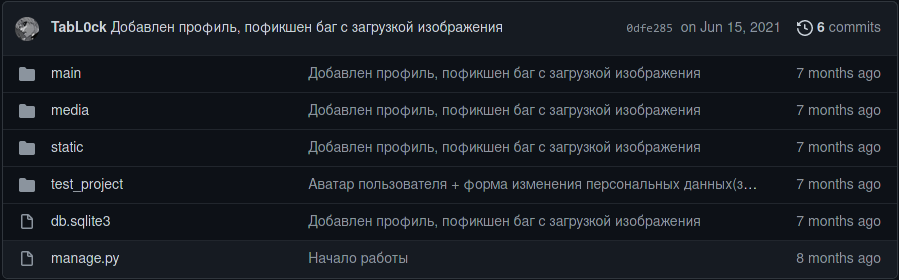 TabL0ck Добавлен профиль, пофикшен баг с загрузкой изображения 0dfe285 on Jun 15, 2021 6 commits
main Добавлен профиль, пофикшен баг с загрузкой изображения 7 months ago
media Добавлен профиль, пофикшен баг с загрузкой изображения 7 months ago
static Добавлен профиль, пофикшен баг с загрузкой изображения 7 months ago
test_project Аватар пользователя + форма изменения персональных данных(з... 7 months ago
db.sqlite3 Добавлен профиль, пофикшен баг с загрузкой изображения 7 months ago
manage.py Начало работы 8 months ago